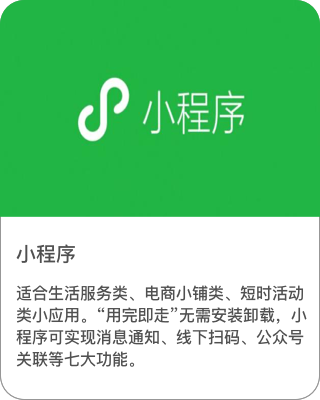 小程序
小程序
适合生活服务类、电商小铺类、短时活动
类小应用。“用完即走”无需安装卸载，小
程序可实现消息通知、线下扫码、公众号
关联等七大功能。